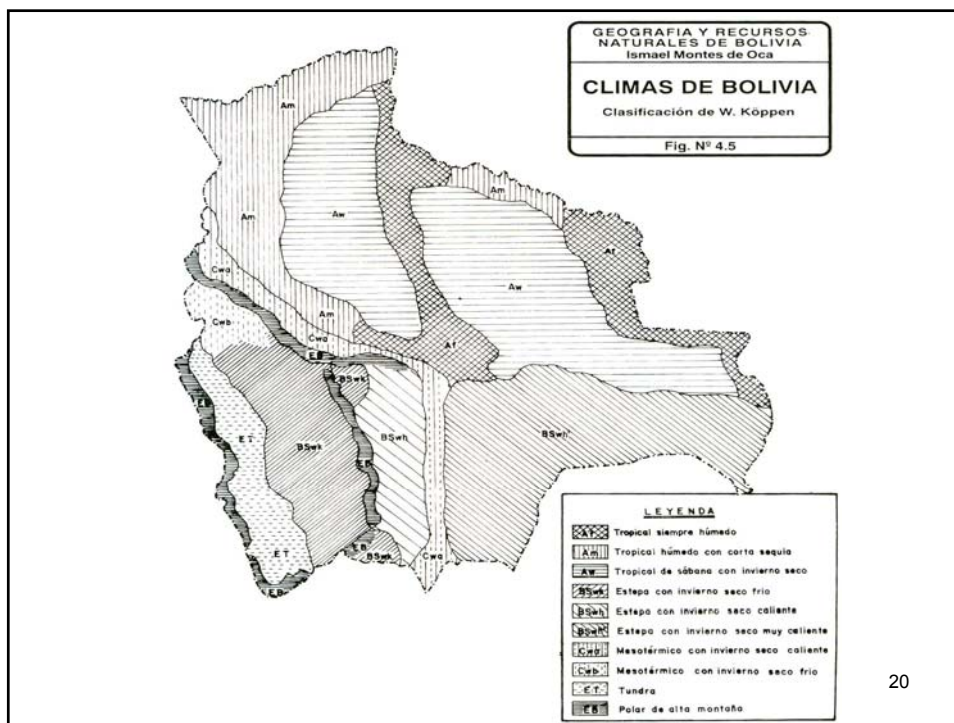 GEOGRAFIA Y RECURSOS
NATURALES DE BOLIVIA
Ismael Montes de Oca
CLIMAS DE BOLIVIA
Clasificación de W. Köppen
Fig. Nº 4.5
Am
Am
Aw
Am
Af
Cwa
Aw
Cwb
Am
Cwa
Af
EB
EBSwk
EB
ET
BSwk
BSwh
BSwh'
EB
ET
EB
BSwk
Cwa
EB
LEYENDA
Af Tropical siempre húmedo
Am Tropical húmedo con corta sequía
Aw Tropical de sábana con invierno seco
BSwk Estepa con invierno seco frio
BSwh Estepa con invierno seco caliente
BSwh' Estepa con invierno seco muy caliente
Cwa Mesotérmico con invierno seco caliente
Cwb Mesotérmico con invierno seco frio
ET Tundra
EB Polar de alta montaña
20